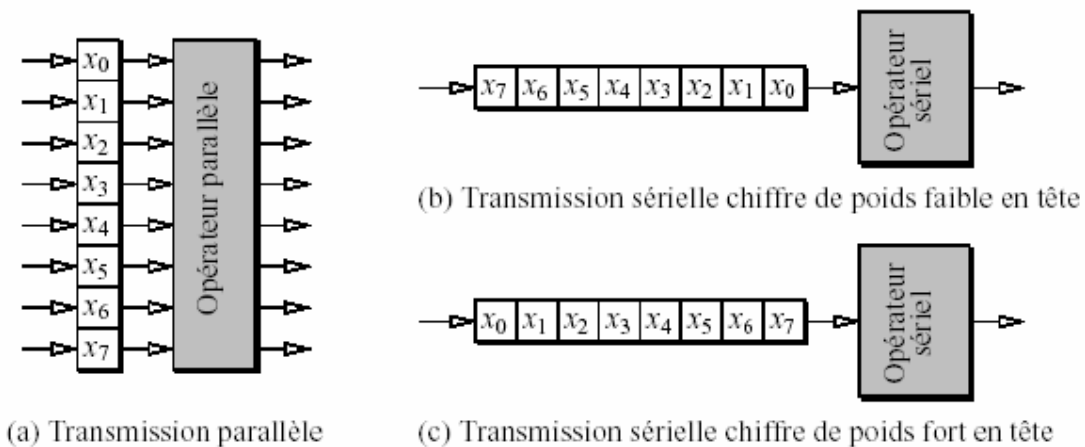 x0
x1
x2
x3
x4
x5
x6
x7
Opérateur parallèle
(a) Transmission parallèle
x7 x6 x5 x4 x3 x2 x1 x0
Opérateur
sériel
(b) Transmission sérielle chiffre de poids faible en tête
x0 x1 x2 x3 x4 x5 x6 x7
Opérateur
sériel
(c) Transmission sérielle chiffre de poids fort en tête